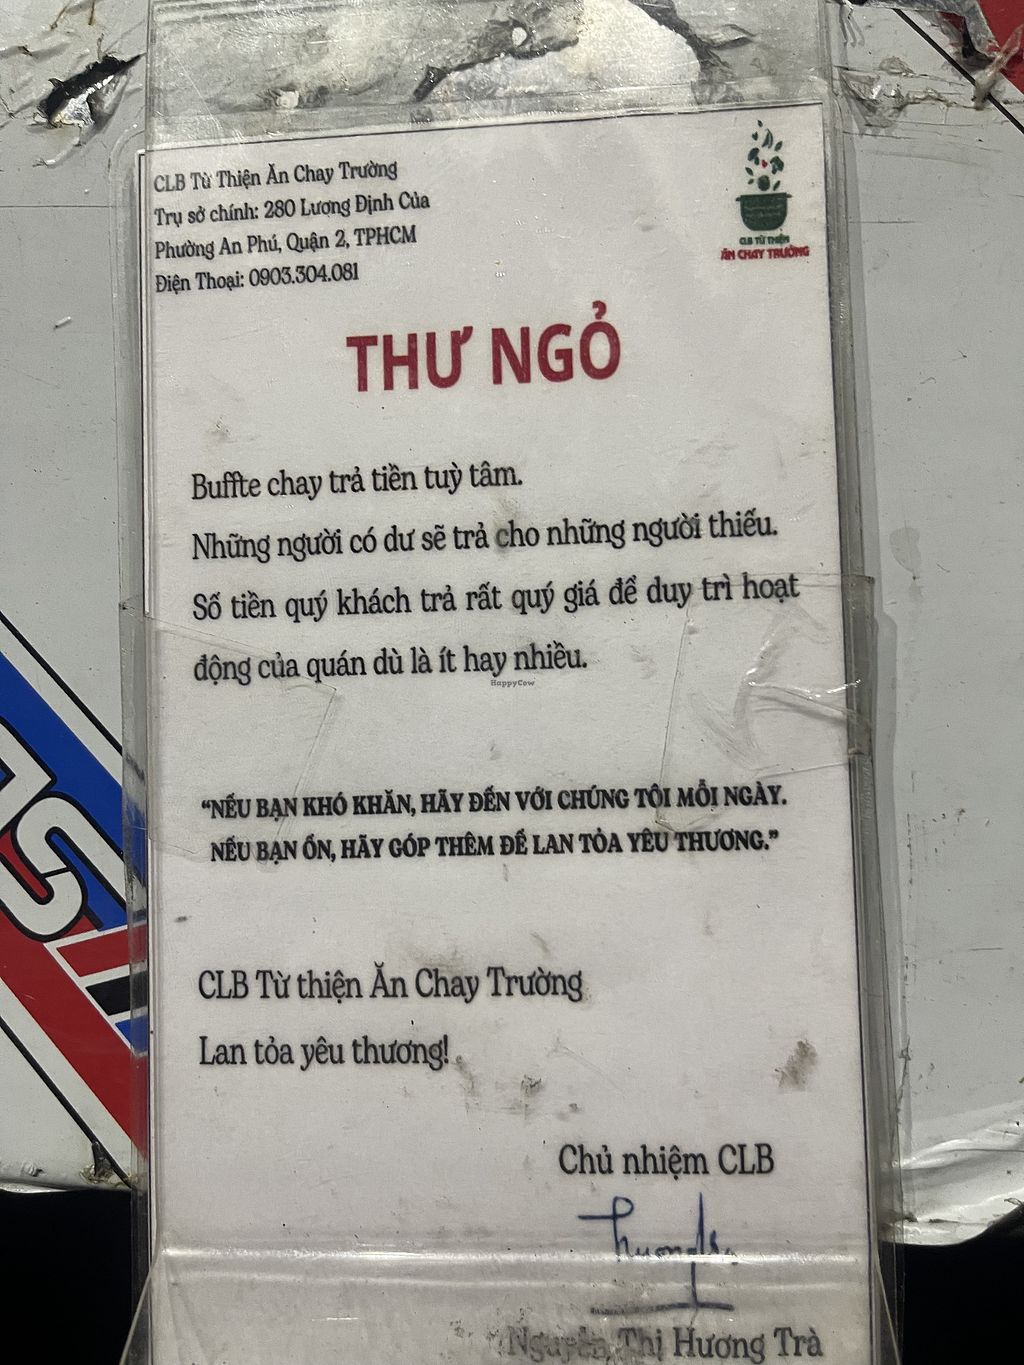 CLB Từ Thiện Ăn Chay Trường
Trụ sở chính: 280 Lương Định Của
Phường An Phú, Quận 2, TPHCM
Điện Thoại: 0903.304.081
CLB TỪ THIỆN
ĂN CHAY TRƯỜNG
THƯ NGỎ
Buffte chay trả tiền tuỳ tâm.
Những người có dư sẽ trả cho những người thiếu.
Số tiền quý khách trả rất quý giá để duy trì hoạt
động của quán dù là ít hay nhiều.
HappyCow
“NẾU BẠN KHÓ KHĂN, HÃY ĐẾN VỚI CHÚNG TÔI MỖI NGÀY.
NẾU BẠN ỔN, HÃY GÓP THÊM ĐỂ LAN TỎA YÊU THƯƠNG.”
CLB Từ thiện Ăn Chay Trường
Lan tỏa yêu thương!
Chủ nhiệm CLB
Nguyễn Thị Hương Trà